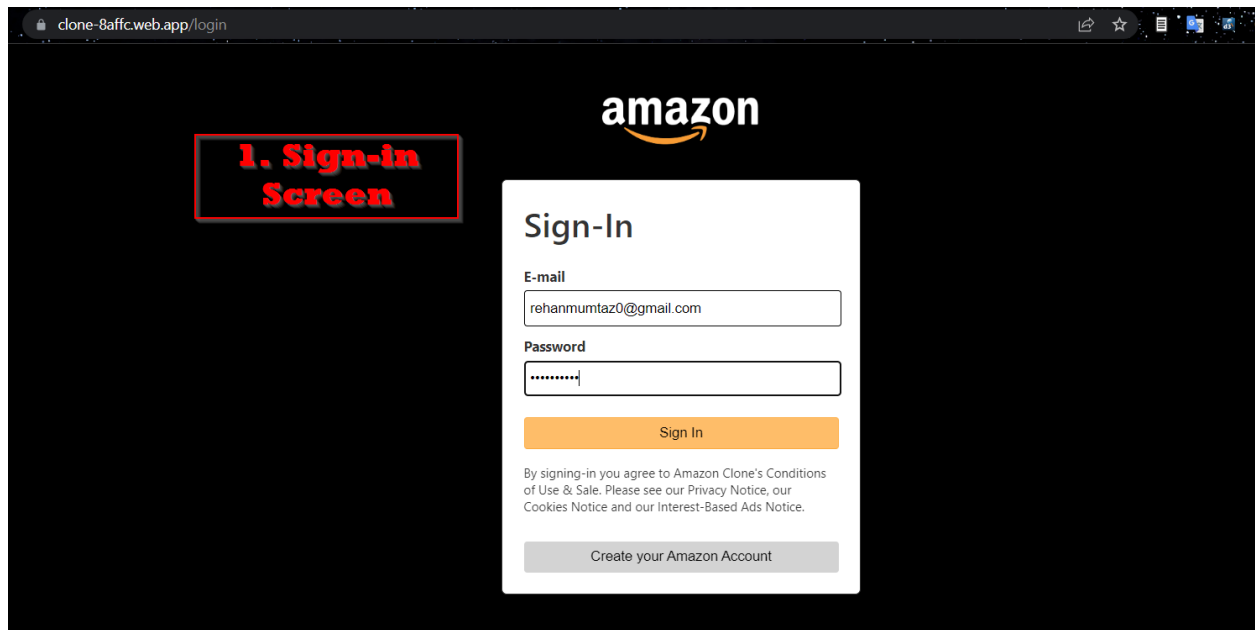 clone-8affc.web.app/login
amazon
1. Sign-in
Screen
Sign-In
E-mail
rehanmumtaz0@gmail.com
Password
••••••••••
Sign In
By signing-in you agree to Amazon Clone's Conditions
of Use & Sale. Please see our Privacy Notice, our
Cookies Notice and our Interest-Based Ads Notice.
Create your Amazon Account